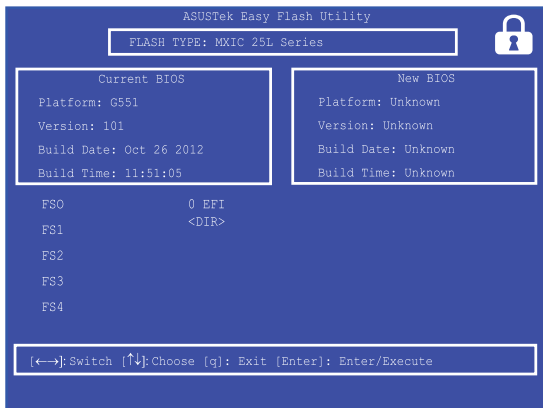 ASUSTek Easy Flash Utility
FLASH TYPE: MXIC 25L Series
Current BIOS
Platform: G551
Version: 101
Build Date: Oct 26 2012
Build Time: 11:51:05
New BIOS
Platform: Unknown
Version: Unknown
Build Date: Unknown
Build Time: Unknown
FSO 0 EFI
FS1 <DIR>
FS2
FS3
FS4
[←→]: Switch [↑↓]: Choose [q]: Exit [Enter]: Enter/Execute